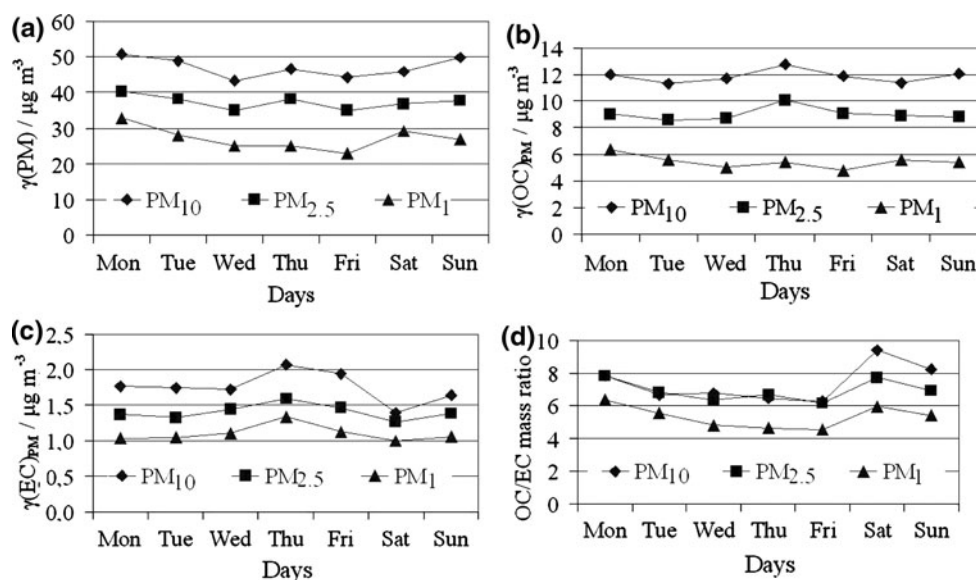 (a)
γ(PM) / µg m⁻³
60
50
40
30
20
10
0
PM₁₀ PM₂.₅ PM₁
Mon Tue Wed Thu Fri Sat Sun
Days
(b)
γ(OC)PM / µg m⁻³
14
12
10
8
6
4
2
0
PM₁₀ PM₂.₅ PM₁
Mon Tue Wed Thu Fri Sat Sun
Days
(c)
γ(EC)PM / µg m⁻³
2,5
2.0
1.5
1.0
0,5
0.0
PM₁₀ PM₂.₅ PM₁
Mon Tue Wed Thu Fri Sat Sun
Days
(d)
OC/EC mass ratio
10
8
6
4
2
0
PM₁₀ PM₂.₅ PM₁
Mon Tue Wed Thu Fri Sat Sun
Days